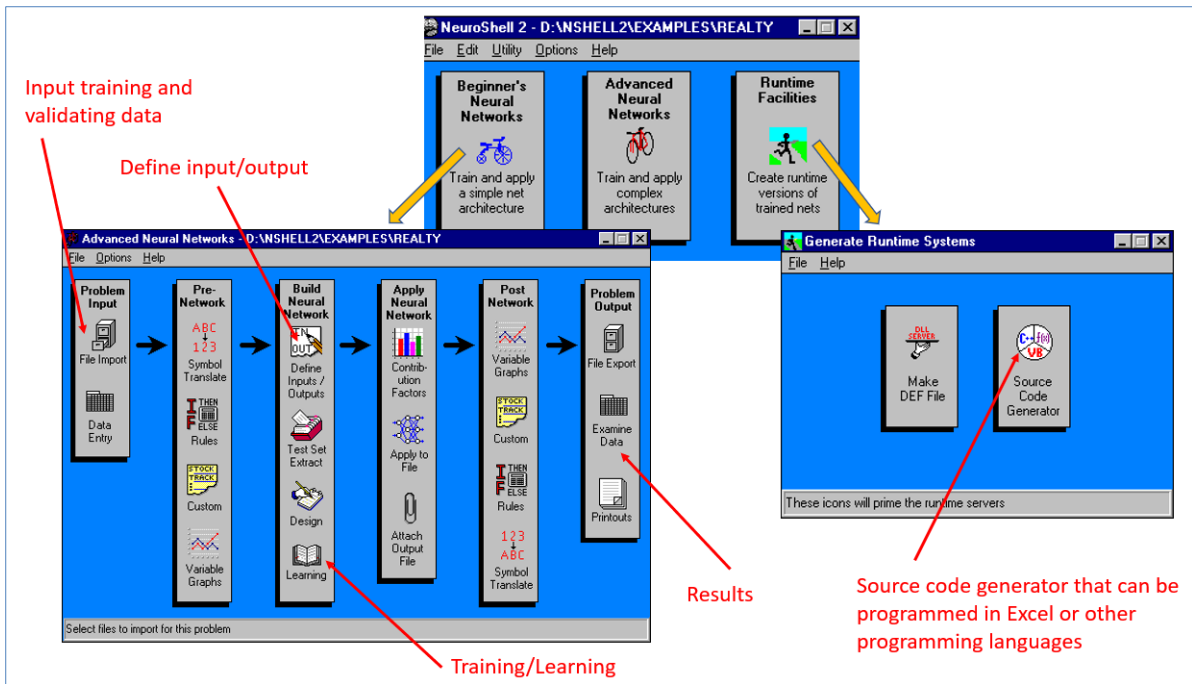 NeuroShell 2 - D:\NSHELL2\EXAMPLES\REALTY
File Edit Utility Options Help
Beginner's
Neural
Networks
Train and apply
a simple net
architecture
Advanced
Neural
Networks
Train and apply
complex
architectures
Runtime
Facilities
Create runtime
versions of
trained nets
Input training and
validating data
Define input/output
Advanced Neural Networks - D:\NSHELL2\EXAMPLES\REALTY
File Options Help
Problem
Input
File Import
Data
Entry
Pre-
Network
ABC
123
Symbol
Translate
IF THEN ELSE
Rules
STOCK
TRACK
Custom
Variable
Graphs
Build
Neural
Network
IN
OUT
Define
Inputs /
Outputs
Test Set
Extract
Design
Learning
Apply
Neural
Network
Contrib-
ution
Factors
Apply to
File
Attach
Output
File
Post
Network
Variable
Graphs
STOCK
TRACK
Custom
IF THEN ELSE
Rules
123
ABC
Symbol
Translate
Problem
Output
File Export
Examine
Data
Printouts
Select files to import for this problem
Training/Learning
Results
Generate Runtime Systems
File Help
DLL
SERVER
Make
DEF File
C++ f(x)
VB
Source
Code
Generator
These icons will prime the runtime servers
Source code generator that can be
programmed in Excel or other
programming languages